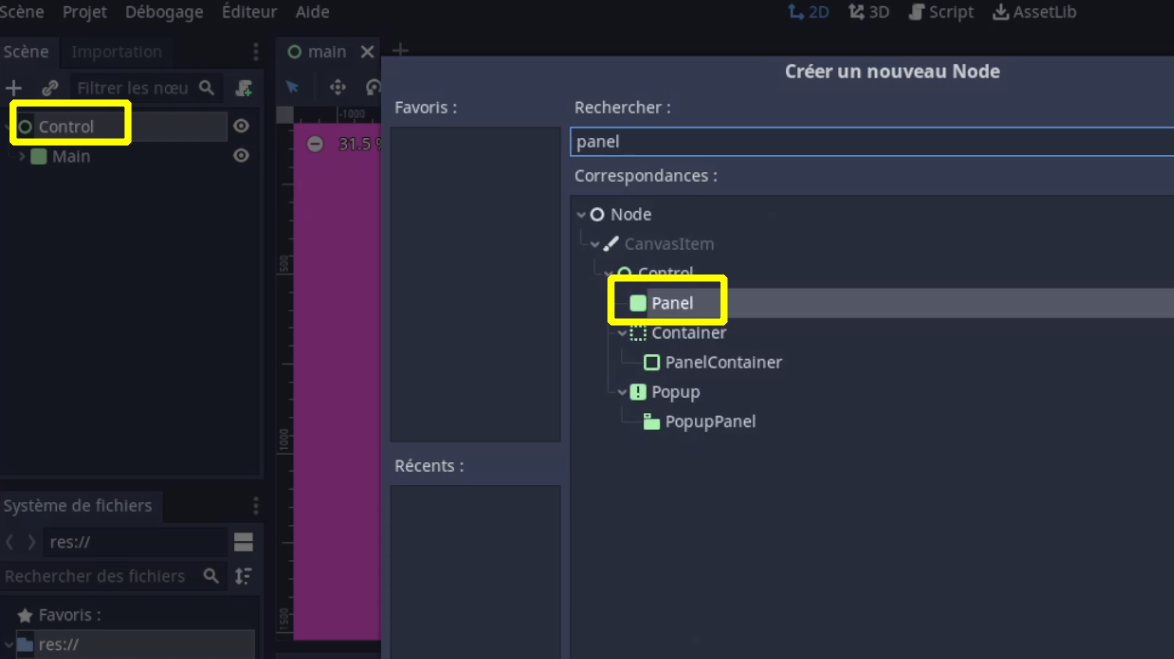 Scène Projet Débogage Éditeur Aide 2D 3D Script AssetLib
Scène Importation main
Filtrer les nœu
Control
Main
-1000
31.5 %
500
1000
1500
Système de fichiers
res://
Rechercher des fichiers
Favoris :
res://
Créer un nouveau Node
Favoris :
Récents :
Rechercher :
panel
Correspondances :
Node
CanvasItem
Control
Panel
Container
PanelContainer
Popup
PopupPanel